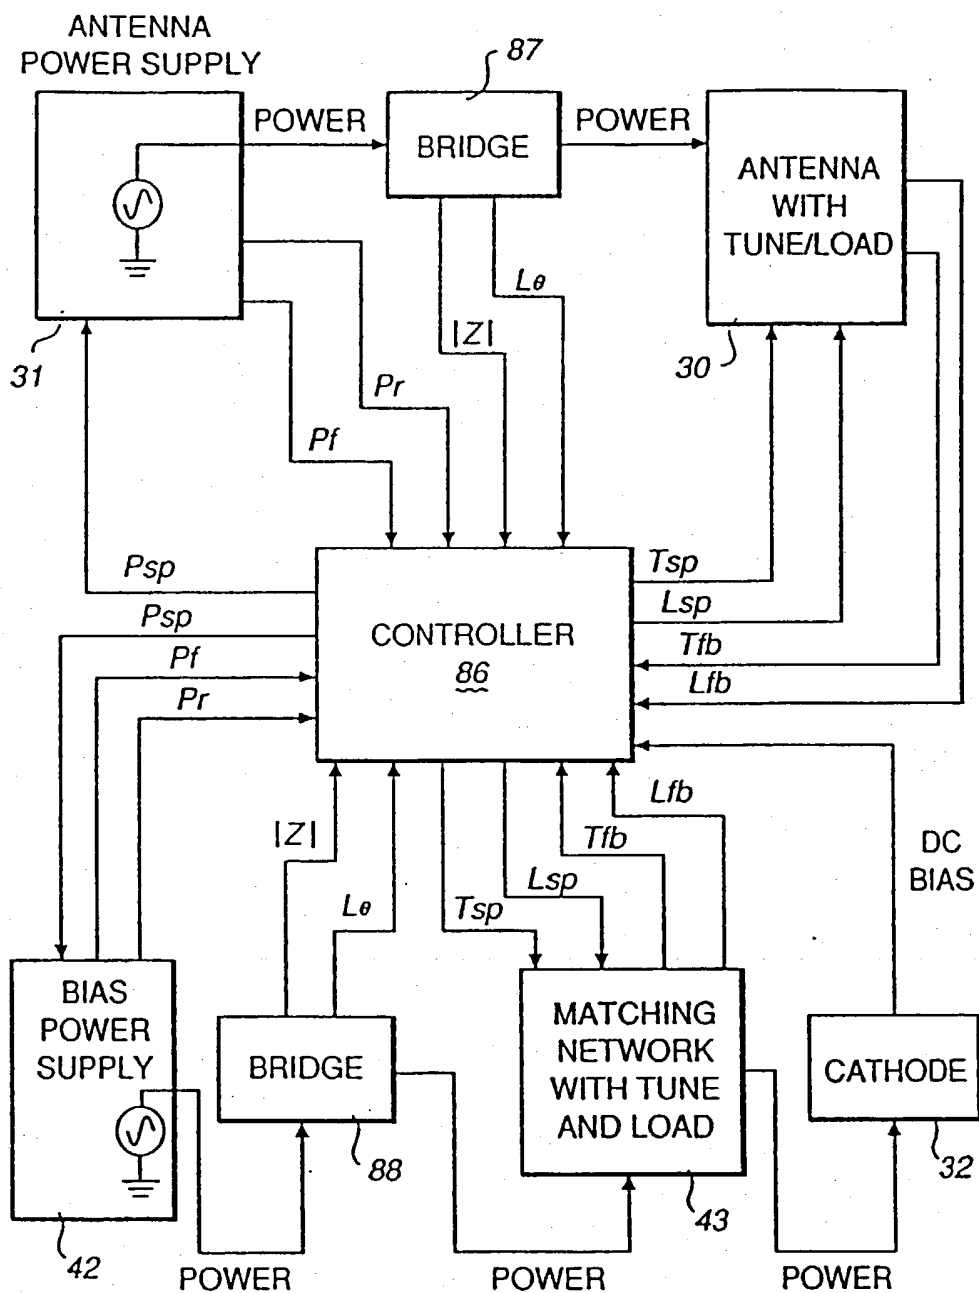 ANTENNA
POWER SUPPLY
87
POWER
BRIDGE
POWER
ANTENNA
WITH
TUNE/LOAD
31
30
Lθ
|Z|
Pr
Pf
Psp
Psp
Pf
Pr
CONTROLLER
86
Tsp
Lsp
Tfb
Lfb
|Z|
Lθ
Tsp
Lsp
Tfb
Lfb
DC
BIAS
BIAS
POWER
SUPPLY
BRIDGE
MATCHING
NETWORK
WITH TUNE
AND LOAD
CATHODE
42
88
43
32
POWER
POWER
POWER